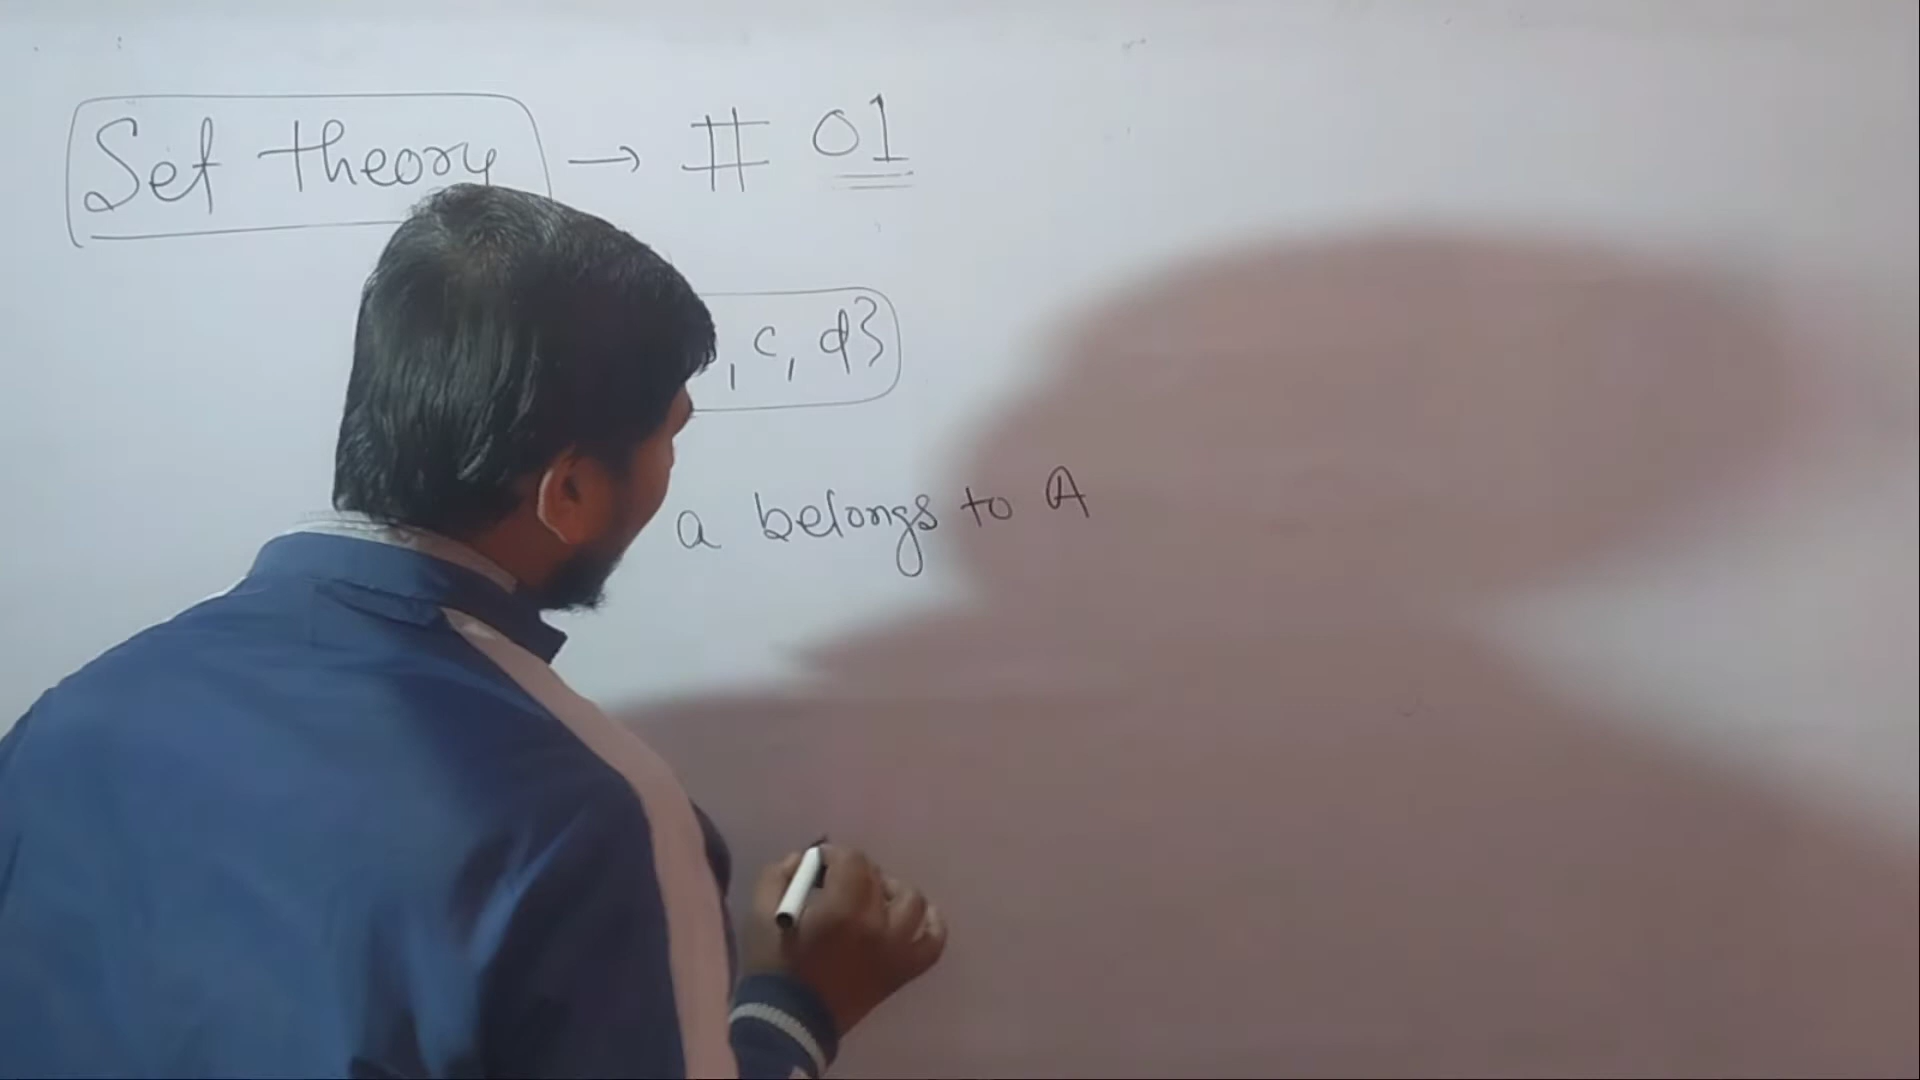 Set theory → # 01
, c, d}
a belongs to A